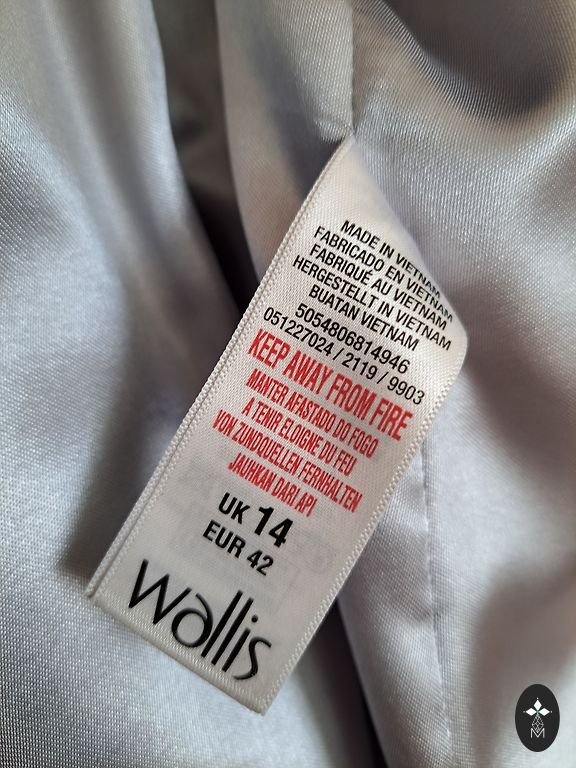 MADE IN VIETNAM
FABRICADO EN VIETNAM
FABRIQUÉ AU VIETNAM
HERGESTELLT IN VIETNAM
BUATAN VIETNAM
5054806814946
051227024 / 2119 / 9903
KEEP AWAY FROM FIRE
MANTER AFASTADO DO FOGO
A TENIR ELOIGNE DU FEU
VON ZUNDQUELLEN FERNHALTEN
JAUHKAN DARI API
UK 14
EUR 42
wallis
M